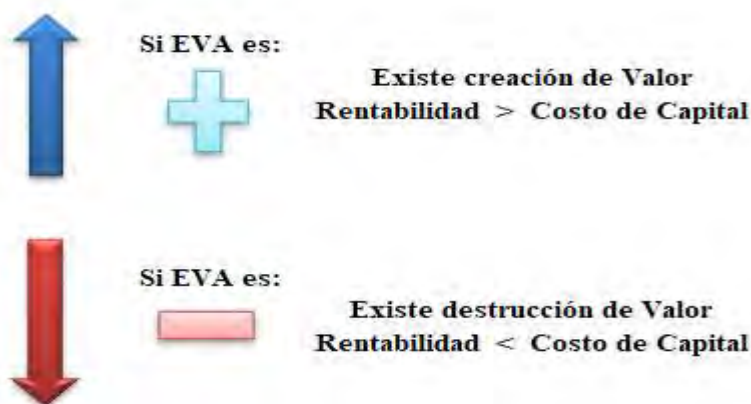 Si EVA es:
Existe creación de Valor
Rentabilidad > Costo de Capital
Si EVA es:
Existe destrucción de Valor
Rentabilidad < Costo de Capital